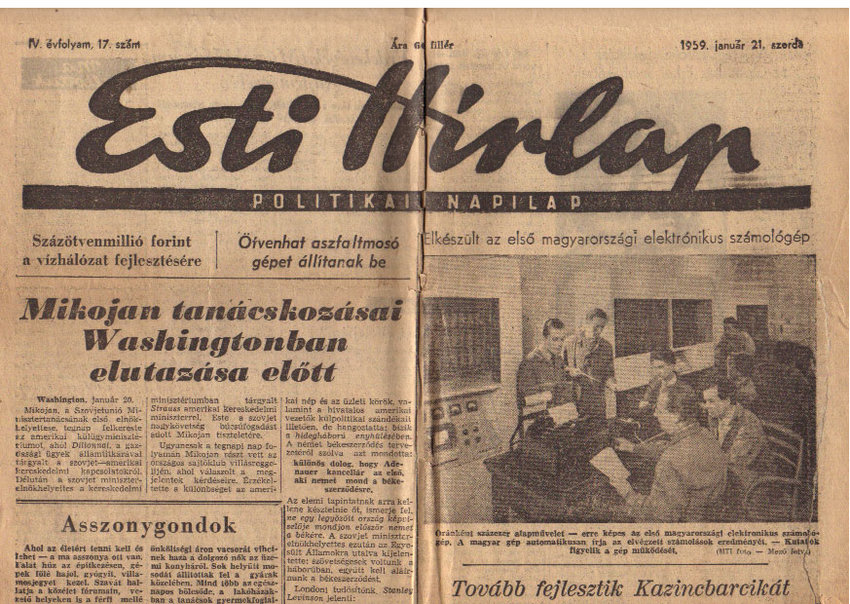 IV. évfolyam, 17. szám
Ára 60 fillér
1959. január 21. szerda
Esti Hírlap
POLITIKAI NAPILAP
Százötvenmillió forint
a vízhálózat fejlesztésére
Ötvenhat aszfaltmosó
gépet állítanak be
Elkészült az első magyarországi elektrónikus számológép
Mikojan tanácskozásai
Washingtonban
elutazása előtt
Washington, január 20.
Mikojan, a Szovjetunió Mi-
nisztertanácsának első elnök-
helyettese, tegnap felkereste
az amerikai külügyminiszté-
riumot, ahol Dillonnal, a gaz-
dasági ügyek államtitkárával
tárgyalt a szovjet—amerikai
kereskedelmi kapcsolatokról.
Délután a szovjet miniszter-
elnökhelyettes a kereskedelmi
minisztériumban tárgyalt
Strauss amerikai kereskedelmi
miniszterrel. Este a szovjet
nagykövetség búcsúfogadást
adott Mikojan tiszteletére.
Ugyancsak a tegnapi nap fo-
lyamán Mikojan részt vett az
országos sajtóklub villásreggе-
lijén, ahol válaszolt a meg-
jelentek kérdéseire. Érzékel-
tette a különbséget az ameri-
kai nép és az üzleti körök, va-
lamint a hivatalos amerikai
vezetők külpolitikai szándékai
illetően, de hangoztatta: bízik
a hidegháború enyhülésében.
A német békeszerződés terve-
zetéről szólva azt mondotta:
különös dolog, hogy Ade-
nauer kancellár az első,
aki nemet mond a béke-
szerződésre.
Az elemi tapintatnak arra kel-
lene késztetnie őt, ismerje fel,
ne egy legyőzött ország képvi-
selője mondjon először nemet
a békére. A szovjet miniszter-
elnökhelyettes ezután az Egye-
sült Államokra utalva kijelen-
tette: szövetségesek voltunk a
háborúban, együtt kell aláír-
nunk a békeszerződést.
London tudósítónk, Stanley
Levinson jelenti:
Asszonygondok
Ahol az életért tenni kell és
lehet — a ma asszonya ott van.
Falat húz az építkezésen, gé-
pek fölé hajol, gyógyít, villa-
mosjegyet kezel. Szavát hal-
latja a közélet fórumain, ve-
zető helyeken is a férfi mellé
önköltségi áron vacsorát vihet-
nek haza a dolgozó nők az üze-
mi konyháról. Sok helyütt mo-
sodát állítottak fel a gyárak
közelében. Mind több az egész-
napos bölcsőde, a lakóházak-
ban a tanácsok gyermekfoglal-
Óránként százezer alapművelet — erre képes az első magyarországi elektronikus számoló-
gép. A magyar gép automatikusan írja az elvégzett számolások eredményét. — Kutatók
figyelik a gép működését.
(MTI foto — Mező felv.)
Tovább fejlesztik Kazincbarcikát